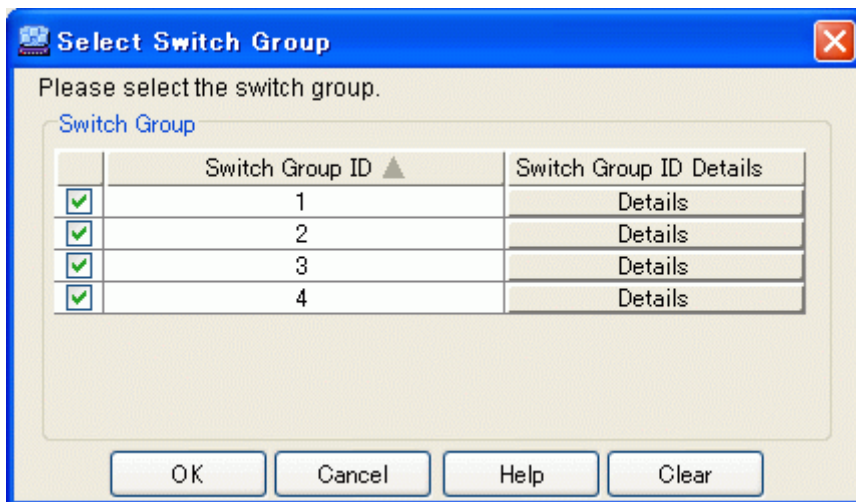 Select Switch Group
Please select the switch group.
Switch Group
Switch Group ID Switch Group ID Details
1 Details
2 Details
3 Details
4 Details
OK Cancel Help Clear